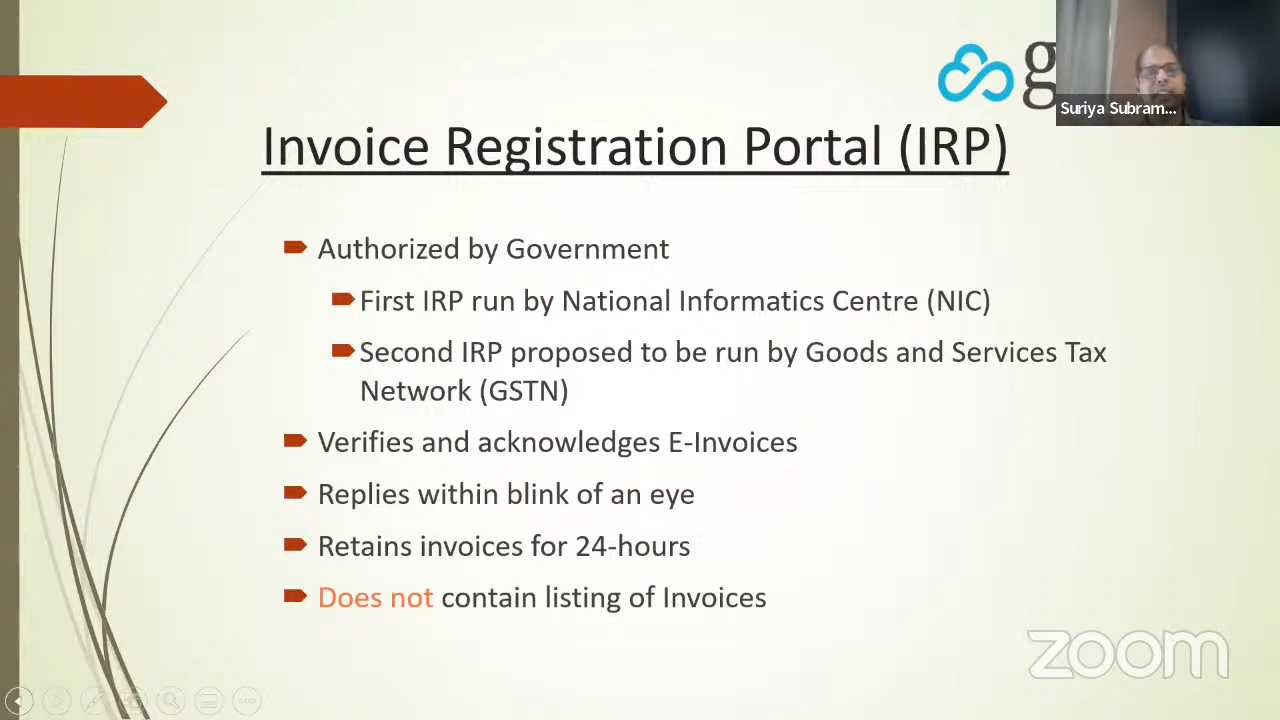 g
Suriya Subram...
Invoice Registration Portal (IRP)
Authorized by Government
First IRP run by National Informatics Centre (NIC)
Second IRP proposed to be run by Goods and Services Tax
Network (GSTN)
Verifies and acknowledges E-Invoices
Replies within blink of an eye
Retains invoices for 24-hours
Does not contain listing of Invoices
zoom